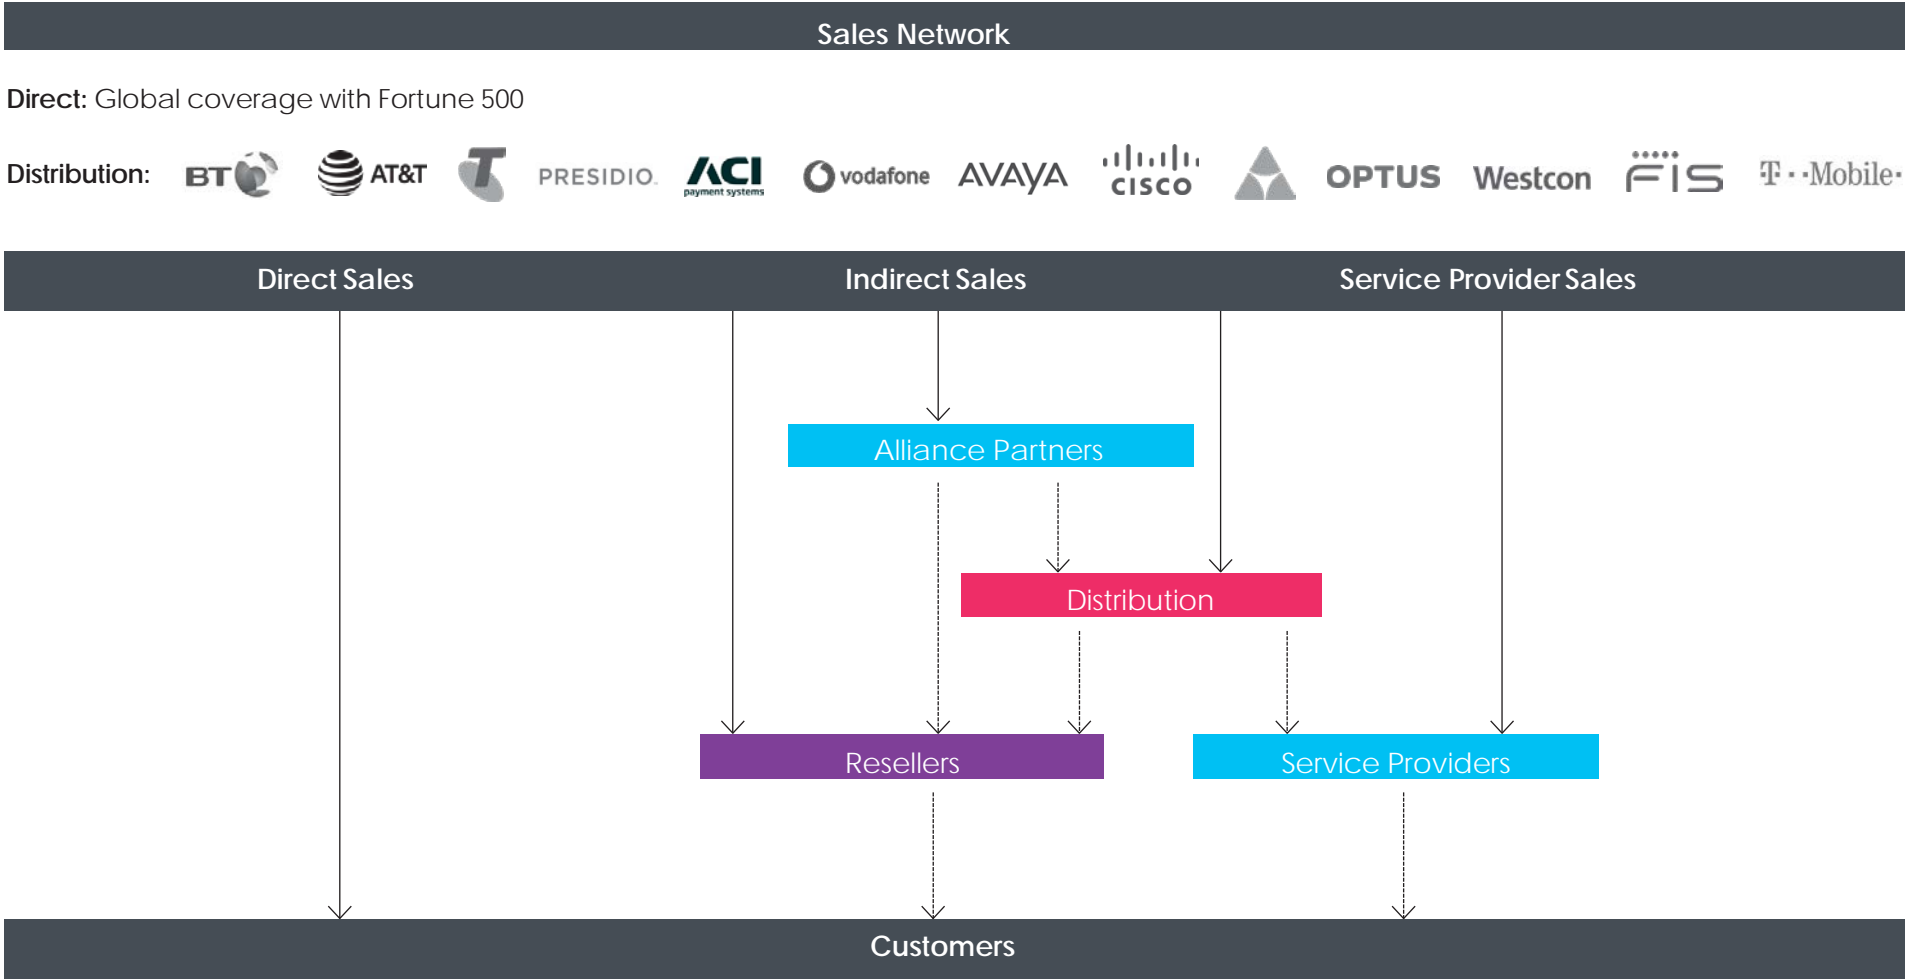 Sales Network
Direct: Global coverage with Fortune 500
Distribution: BT AT&T T PRESIDIO. ACI payment systems vodafone AVAYA CISCO OPTUS Westcon FIS T··Mobile·
Direct Sales Indirect Sales Service Provider Sales
Alliance Partners
Distribution
Resellers Service Providers
Customers